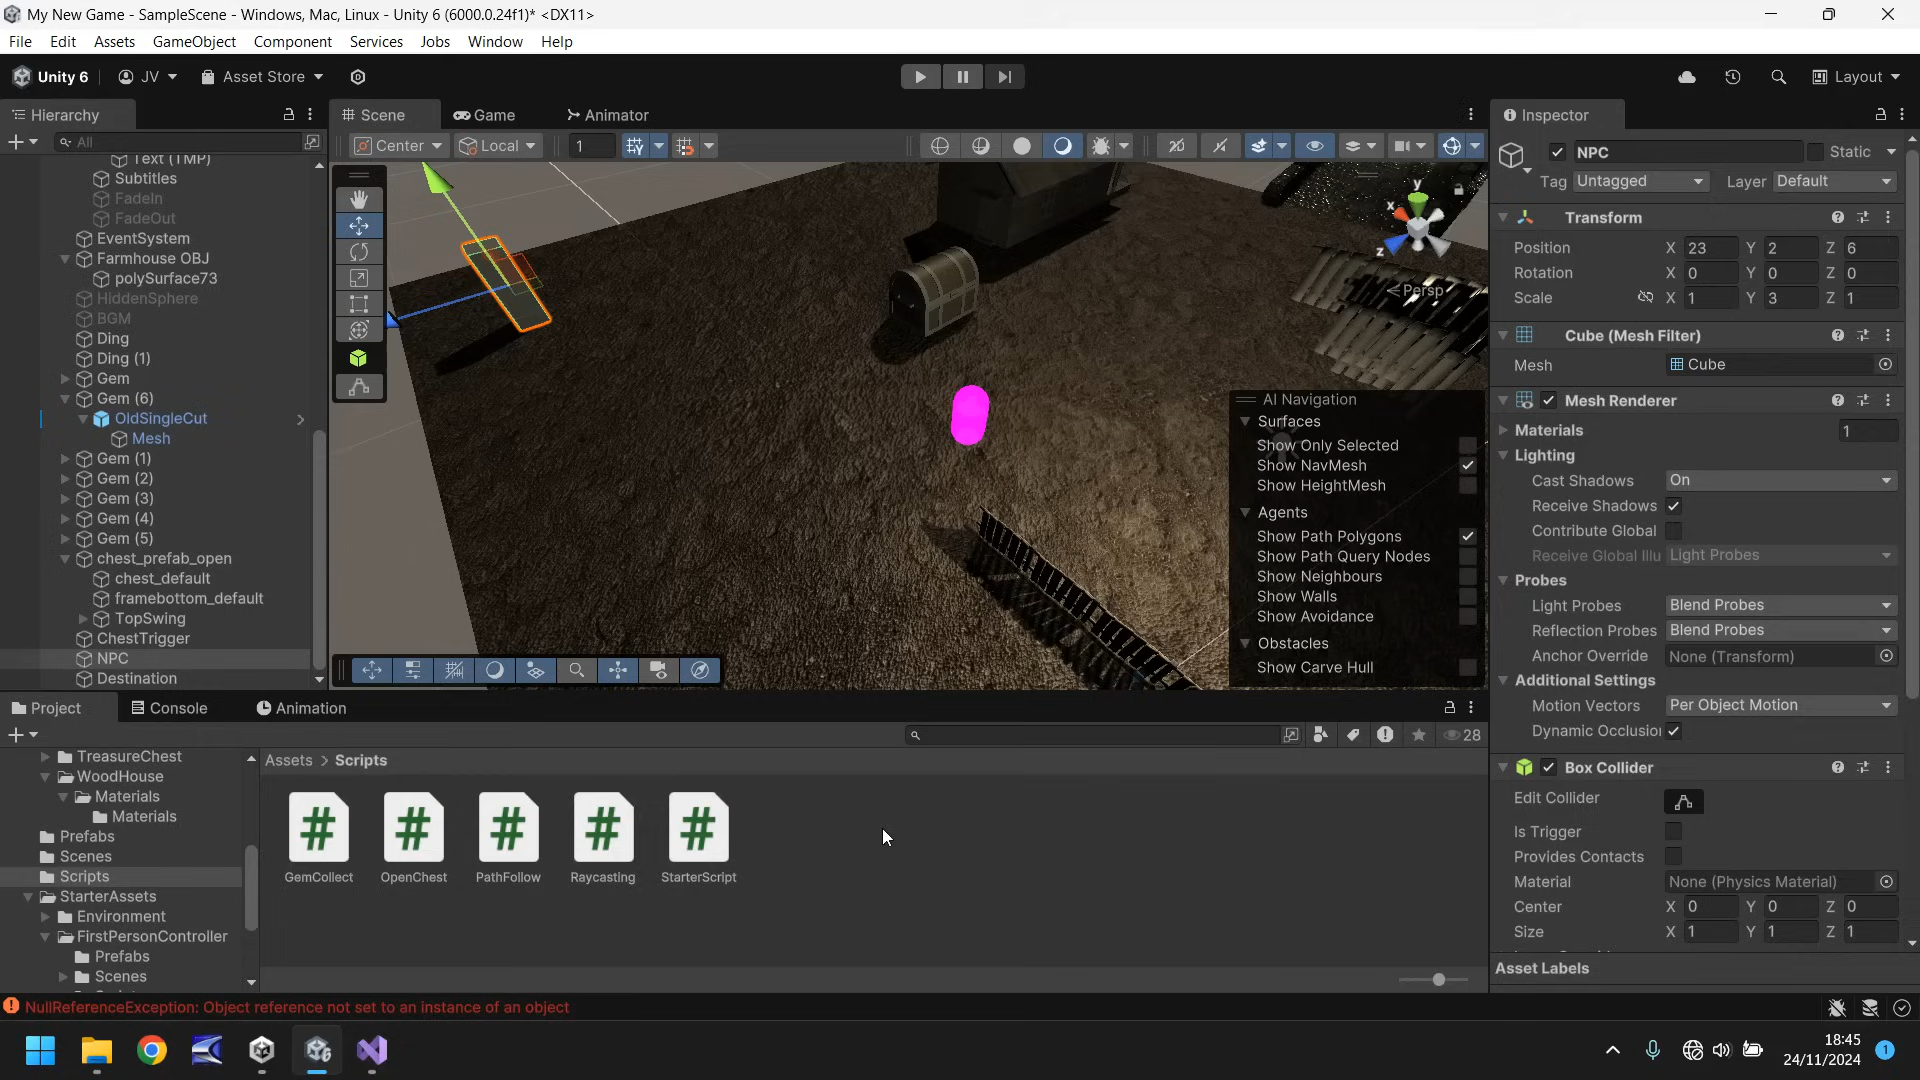 My New Game - SampleScene - Windows, Mac, Linux - Unity 6 (6000.0.24f1)* <DX11>
File Edit Assets GameObject Component Services Jobs Window Help
Unity 6 JV Asset Store Layout
Hierarchy
All
Text (TMP)
Subtitles
FadeIn
FadeOut
EventSystem
Farmhouse OBJ
polySurface73
HiddenSphere
BGM
Ding
Ding (1)
Gem
Gem (6)
OldSingleCut
Mesh
Gem (1)
Gem (2)
Gem (3)
Gem (4)
Gem (5)
chest_prefab_open
chest_default
framebottom_default
TopSwing
ChestTrigger
NPC
Destination
Scene Game Animator
Center Local 1
y
x
z
Persp
AI Navigation
Surfaces
Show Only Selected
Show NavMesh
Show HeightMesh
Agents
Show Path Polygons
Show Path Query Nodes
Show Neighbours
Show Walls
Show Avoidance
Obstacles
Show Carve Hull
Inspector
NPC Static
Tag Untagged Layer Default
Transform
Position X 23 Y 2 Z 6
Rotation X 0 Y 0 Z 0
Scale X 1 Y 3 Z 1
Cube (Mesh Filter)
Mesh Cube
Mesh Renderer
Materials 1
Lighting
Cast Shadows On
Receive Shadows
Contribute Global
Receive Global Illu Light Probes
Probes
Light Probes Blend Probes
Reflection Probes Blend Probes
Anchor Override None (Transform)
Additional Settings
Motion Vectors Per Object Motion
Dynamic Occlusion
Box Collider
Edit Collider
Is Trigger
Provides Contacts
Material None (Physics Material)
Center X 0 Y 0 Z 0
Size X 1 Y 1 Z 1
Asset Labels
Project Console Animation
28
TreasureChest
WoodHouse
Materials
Materials
Prefabs
Scenes
Scripts
StarterAssets
Environment
FirstPersonController
Prefabs
Scenes
Assets > Scripts
# # # # #
GemCollect OpenChest PathFollow Raycasting StarterScript
NullReferenceException: Object reference not set to an instance of an object
18:45
24/11/2024
1